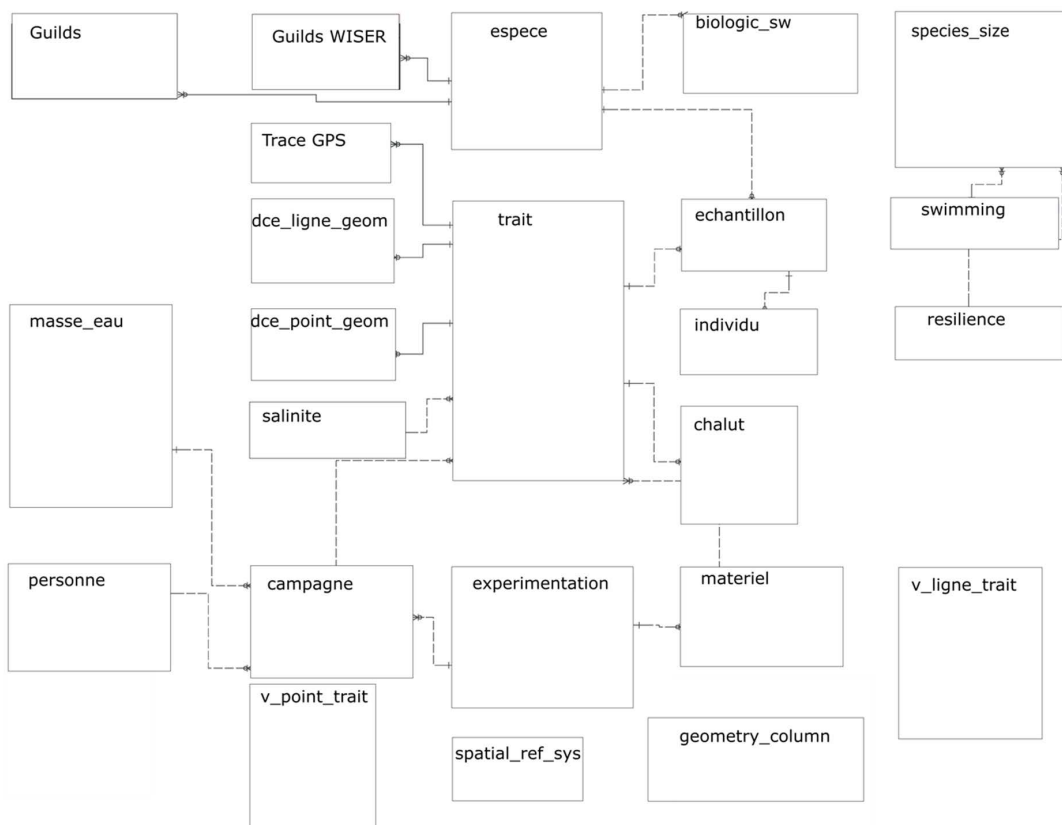 Guilds
Guilds WISER
espece
biologic_sw
species_size
Trace GPS
dce_ligne_geom
trait
echantillon
swimming
masse_eau
dce_point_geom
individu
resilience
salinite
chalut
personne
campagne
experimentation
materiel
v_ligne_trait
v_point_trait
spatial_ref_sys
geometry_column